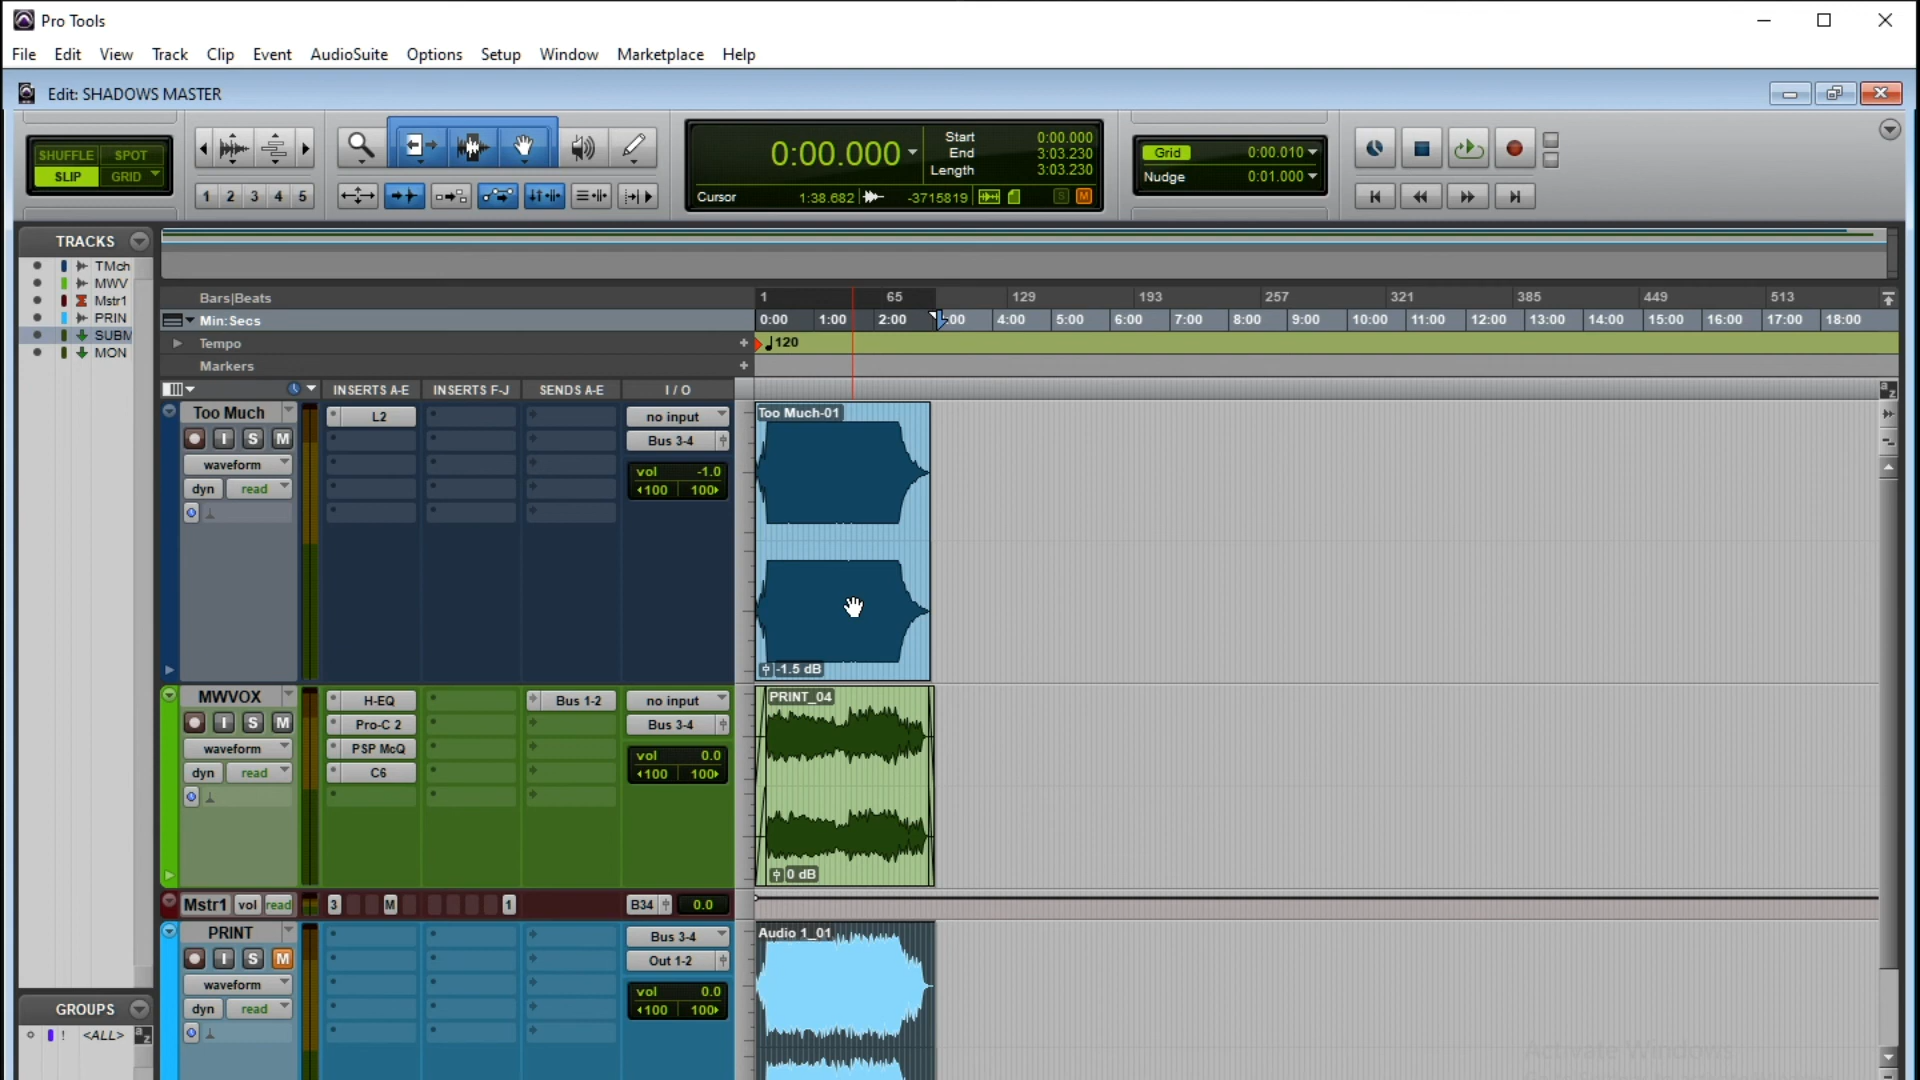 Pro Tools
File Edit View Track Clip Event AudioSuite Options Setup Window Marketplace Help
Edit: SHADOWS MASTER
SHUFFLE SPOT
SLIP GRID
1 2 3 4 5
0:00.000
Start 0:00.000
End 3:03.230
Length 3:03.230
Cursor 1:38.682 -3715819 S M
Grid 0:00.010
Nudge 0:01.000
TRACKS
TMch
MWV
Mstr1
PRIN
SUBM
MON
Bars|Beats 1 65 129 193 257 321 385 449 513
Min:Secs 0:00 1:00 2:00 :00 4:00 5:00 6:00 7:00 8:00 9:00 10:00 11:00 12:00 13:00 14:00 15:00 16:00 17:00 18:00
Tempo + 120
Markers +
INSERTS A-E INSERTS F-J SENDS A-E I / O
a z
Too Much L2 no input Too Much-01
I S M Bus 3-4
waveform vol -1.0
dyn read 100 100
-1.5 dB
MWVOX H-EQ Bus 1-2 no input PRINT_04
I S M Pro-C 2 Bus 3-4
waveform PSP McQ vol 0.0
dyn read C6 100 100
0 dB
Mstr1 vol read 3 M 1 B34 0.0
PRINT Bus 3-4 Audio 1_01
I S M Out 1-2
waveform vol 0.0
dyn read 100 100
GROUPS
! <ALL> a z
Activate Windows